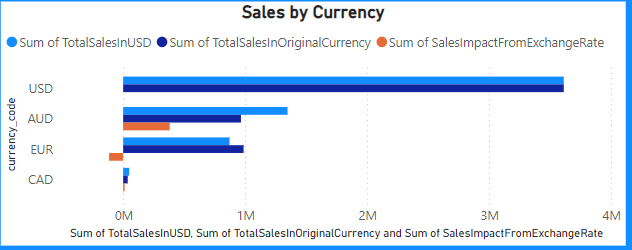 Sales by Currency
Sum of TotalSalesInUSD Sum of TotalSalesInOriginalCurrency Sum of SalesImpactFromExchangeRate
currency_code
USD
AUD
EUR
CAD
0M 1M 2M 3M 4M
Sum of TotalSalesInUSD, Sum of TotalSalesInOriginalCurrency and Sum of SalesImpactFromExchangeRate